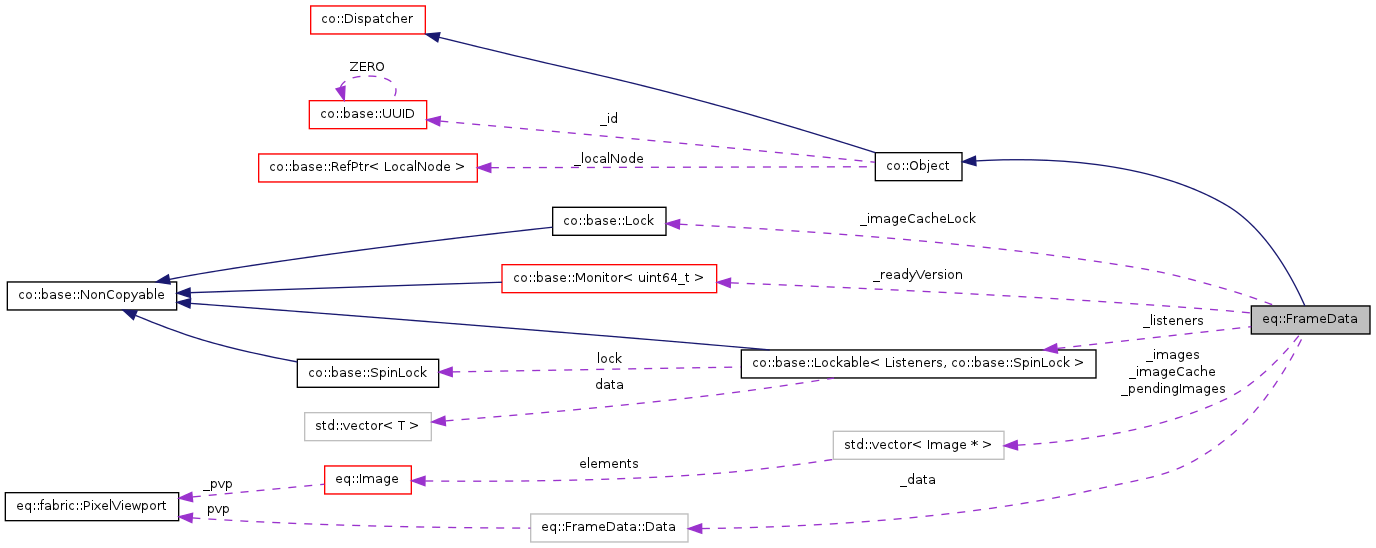 co::Dispatcher
ZERO
co::base::UUID
_id
_localNode
co::base::RefPtr< LocalNode >
co::Object
co::base::Lock
_imageCacheLock
_readyVersion
co::base::Monitor< uint64_t >
co::base::NonCopyable
eq::FrameData
_listeners
lock
co::base::Lockable< Listeners, co::base::SpinLock >
co::base::SpinLock
data
_images
_imageCache
_pendingImages
std::vector< T >
std::vector< Image * >
elements
eq::Image
_data
_pvp
eq::fabric::PixelViewport
pvp
eq::FrameData::Data